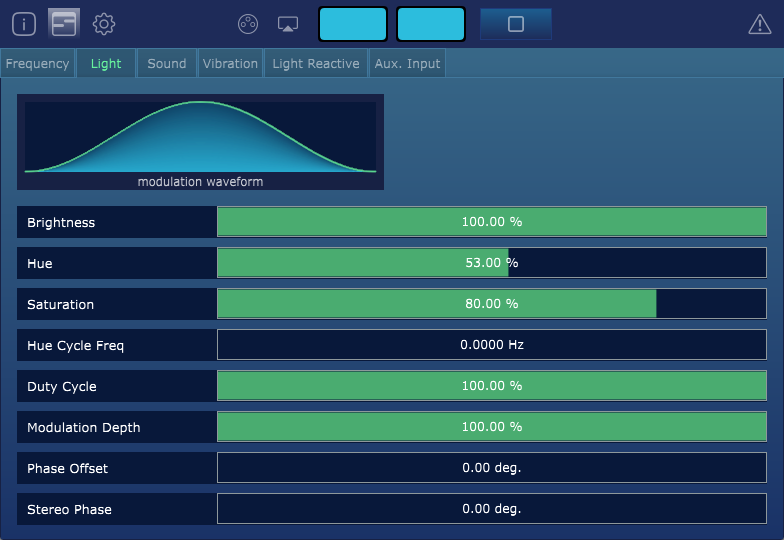 Frequency
Light
Sound
Vibration
Light Reactive
Aux. Input
modulation waveform
Brightness 100.00 %
Hue 53.00 %
Saturation 80.00 %
Hue Cycle Freq 0.0000 Hz
Duty Cycle 100.00 %
Modulation Depth 100.00 %
Phase Offset 0.00 deg.
Stereo Phase 0.00 deg.